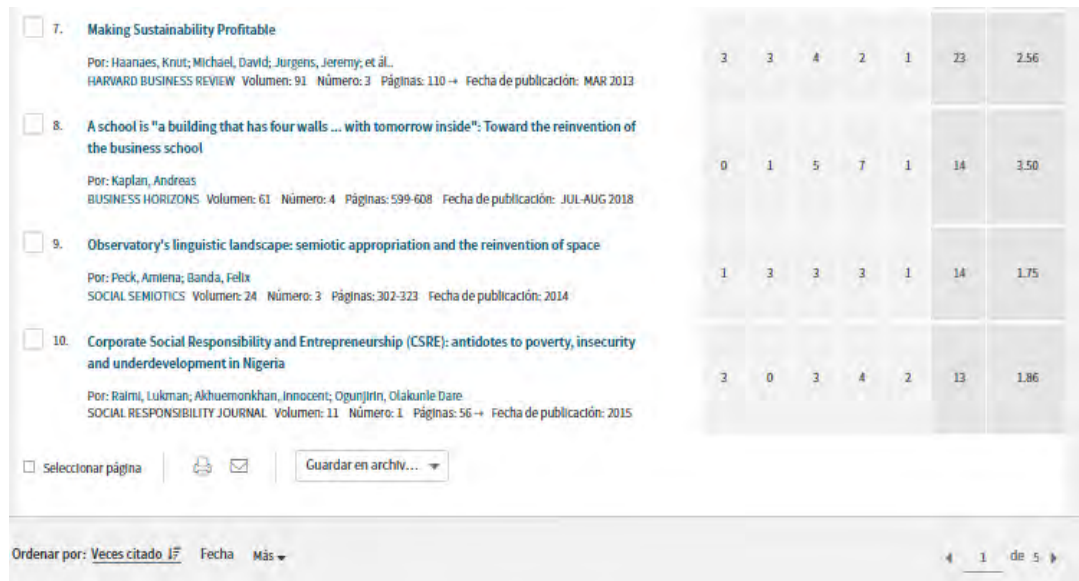 7. Making Sustainability Profitable
Por: Haanaes, Knut; Michael, David; Jurgens, Jeremy; et ál..
HARVARD BUSINESS REVIEW Volumen: 91 Número: 3 Páginas: 110 → Fecha de publicación: MAR 2013
3 3 4 2 1 23 2.56
8. A school is "a building that has four walls ... with tomorrow inside": Toward the reinvention of
the business school
Por: Kaplan, Andreas
BUSINESS HORIZONS Volumen: 61 Número: 4 Páginas: 599-608 Fecha de publicación: JUL-AUG 2018
0 1 5 7 1 14 3.50
9. Observatory's linguistic landscape: semiotic appropriation and the reinvention of space
Por: Peck, Amiena; Banda, Felix
SOCIAL SEMIOTICS Volumen: 24 Número: 3 Páginas: 302-323 Fecha de publicación: 2014
1 3 3 3 1 14 1.75
10. Corporate Social Responsibility and Entrepreneurship (CSRE): antidotes to poverty, insecurity
and underdevelopment in Nigeria
Por: Raimi, Lukman; Akhuemonkhan, Innocent; Ogunjirin, Olakunle Dare
SOCIAL RESPONSIBILITY JOURNAL Volumen: 11 Número: 1 Páginas: 56 → Fecha de publicación: 2015
3 0 3 4 2 13 1.86
Seleccionar página Guardar en archiv...
Ordenar por: Veces citado Fecha Más 1 de 5